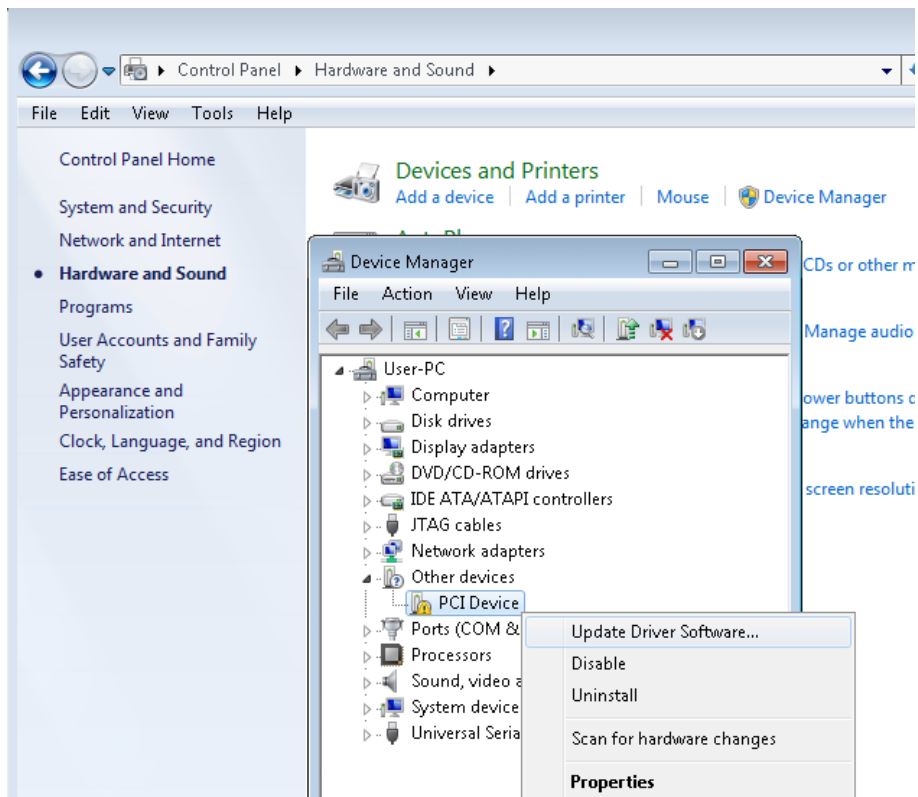 Control Panel Hardware and Sound
File Edit View Tools Help
Control Panel Home
System and Security
Network and Internet
Hardware and Sound
Programs
User Accounts and Family
Safety
Appearance and
Personalization
Clock, Language, and Region
Ease of Access
Devices and Printers
Add a device Add a printer Mouse Device Manager
CDs or other
Manage audio
ower buttons
ange when the
screen resoluti
Device Manager
File Action View Help
User-PC
Computer
Disk drives
Display adapters
DVD/CD-ROM drives
IDE ATA/ATAPI controllers
JTAG cables
Network adapters
Other devices
PCI Device
Ports (COM &
Processors
Sound, video
System device
Universal Seria
Update Driver Software...
Disable
Uninstall
Scan for hardware changes
Properties